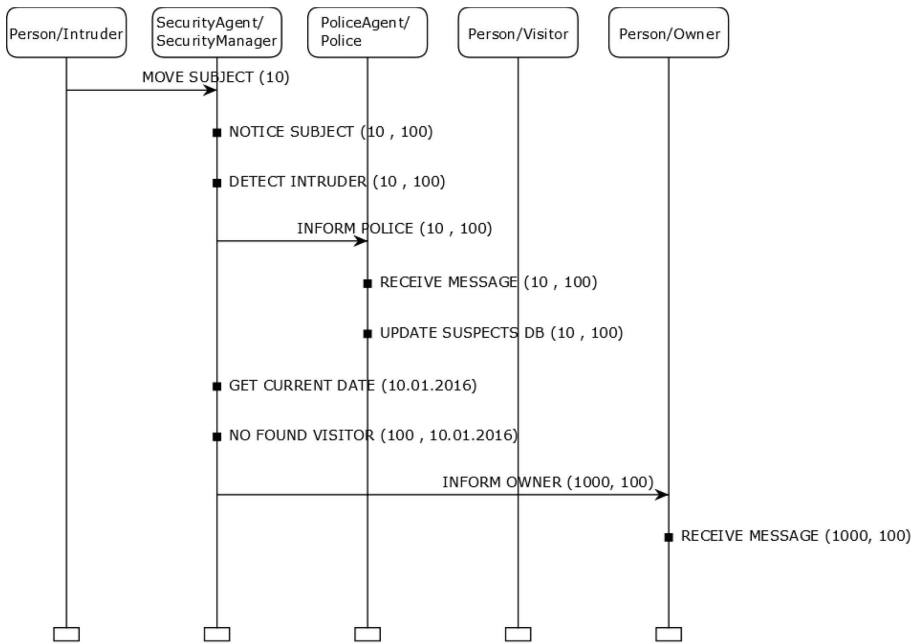 Person/Intruder
SecurityAgent/
SecurityManager
PoliceAgent/
Police
Person/Visitor
Person/Owner
MOVE SUBJECT (10)
NOTICE SUBJECT (10 , 100)
DETECT INTRUDER (10 , 100)
INFORM POLICE (10 , 100)
RECEIVE MESSAGE (10 , 100)
UPDATE SUSPECTS DB (10 , 100)
GET CURRENT DATE (10.01.2016)
NO FOUND VISITOR (100 , 10.01.2016)
INFORM OWNER (1000, 100)
RECEIVE MESSAGE (1000, 100)